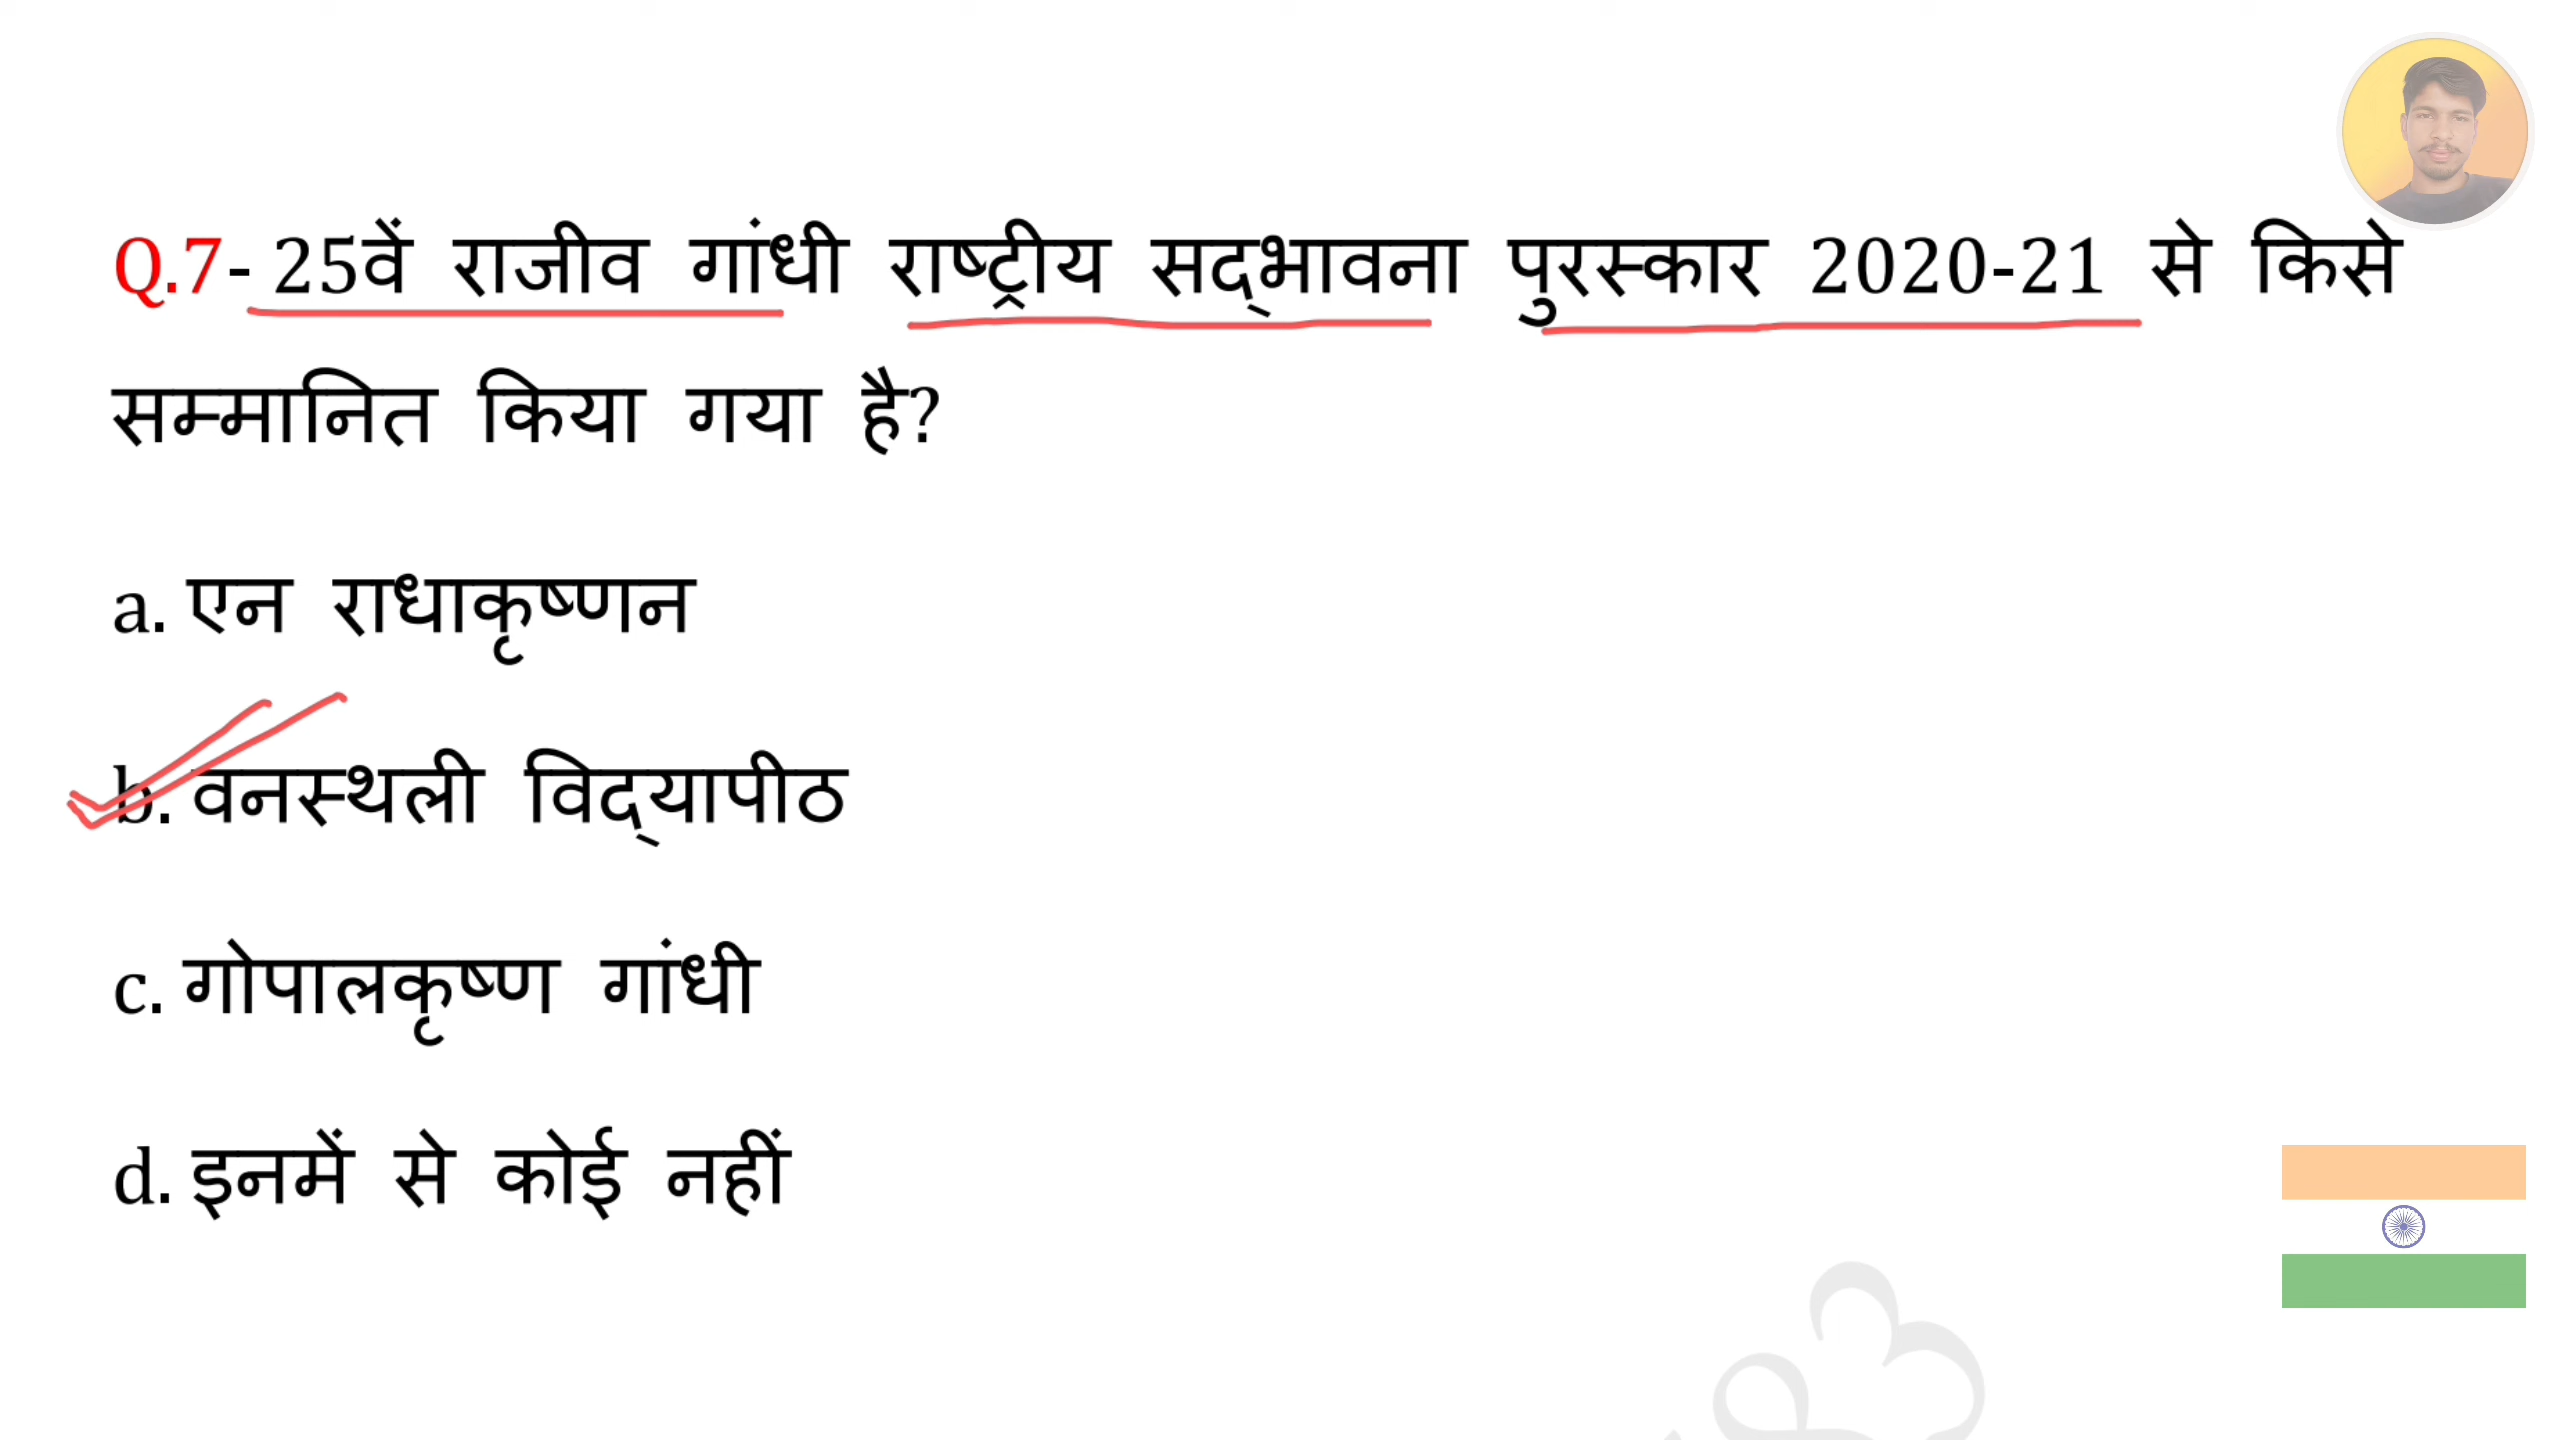 Q.7- 25वें राजीव गांधी राष्ट्रीय सद्‌भावना पुरस्कार 2020-21 से किसे
सम्मानित किया गया है?
a. एन राधाकृष्णन
b. वनस्थली विद्‌यापीठ
c. गोपालकृष्ण गांधी
d. इनमें से कोई नहीं